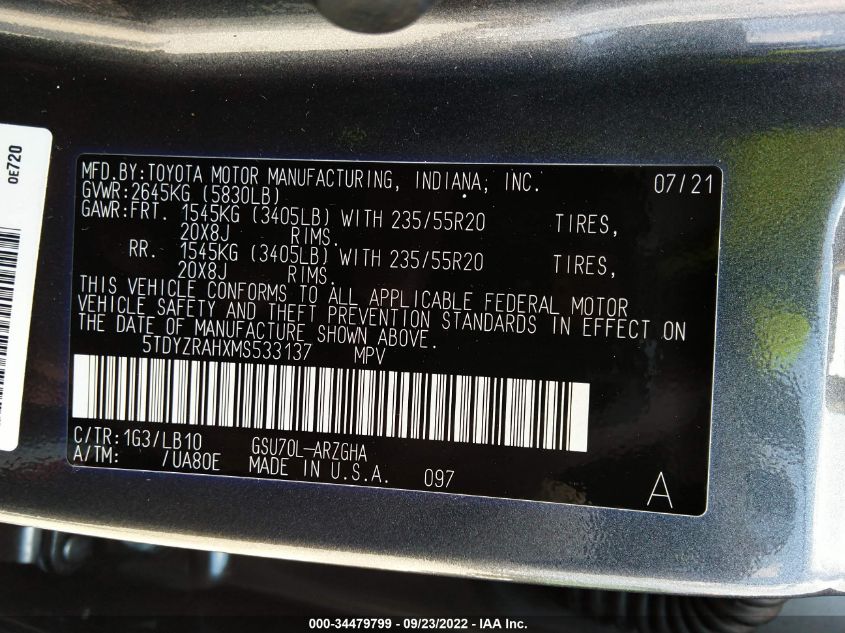 0E720
MFD.BY:TOYOTA MOTOR MANUFACTURING, INDIANA, INC. 07/21
GVWR:2645KG (5830LB)
GAWR:FRT. 1545KG (3405LB) WITH 235/55R20 TIRES,
20X8J RIMS.
RR. 1545KG (3405LB) WITH 235/55R20 TIRES,
20X8J RIMS.
THIS VEHICLE CONFORMS TO ALL APPLICABLE FEDERAL MOTOR
VEHICLE SAFETY AND THEFT PREVENTION STANDARDS IN EFFECT ON
THE DATE OF MANUFACTURE SHOWN ABOVE.
5TDYZRAHXMS533137 MPV
C/TR:1G3/LB10 GSU70L-ARZGHA
A/TM: /UA80E MADE IN U.S.A. 097
A
000-34479799 - 09/23/2022 - IAA Inc.